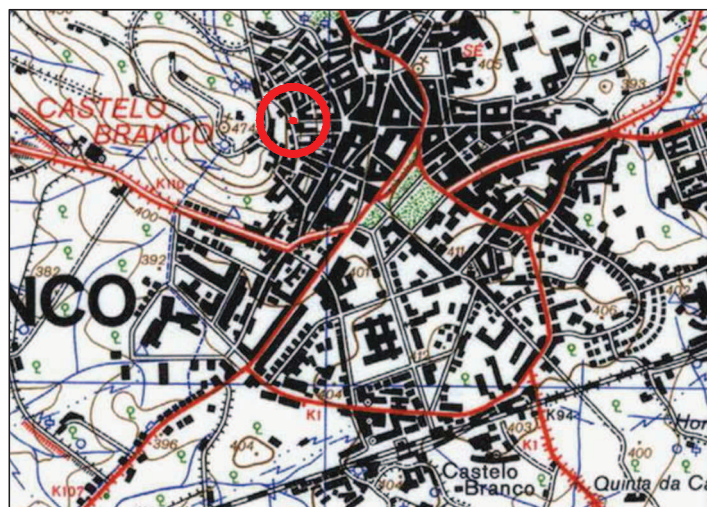 SÉ
405
393
CASTELO
BRANCO
474
K110
400
392
382
NCO
401
411
402
406
412
404
K1
396
404
403
K94
K1
400
Hor
Castelo
Branco
Quinta da Ca
K107